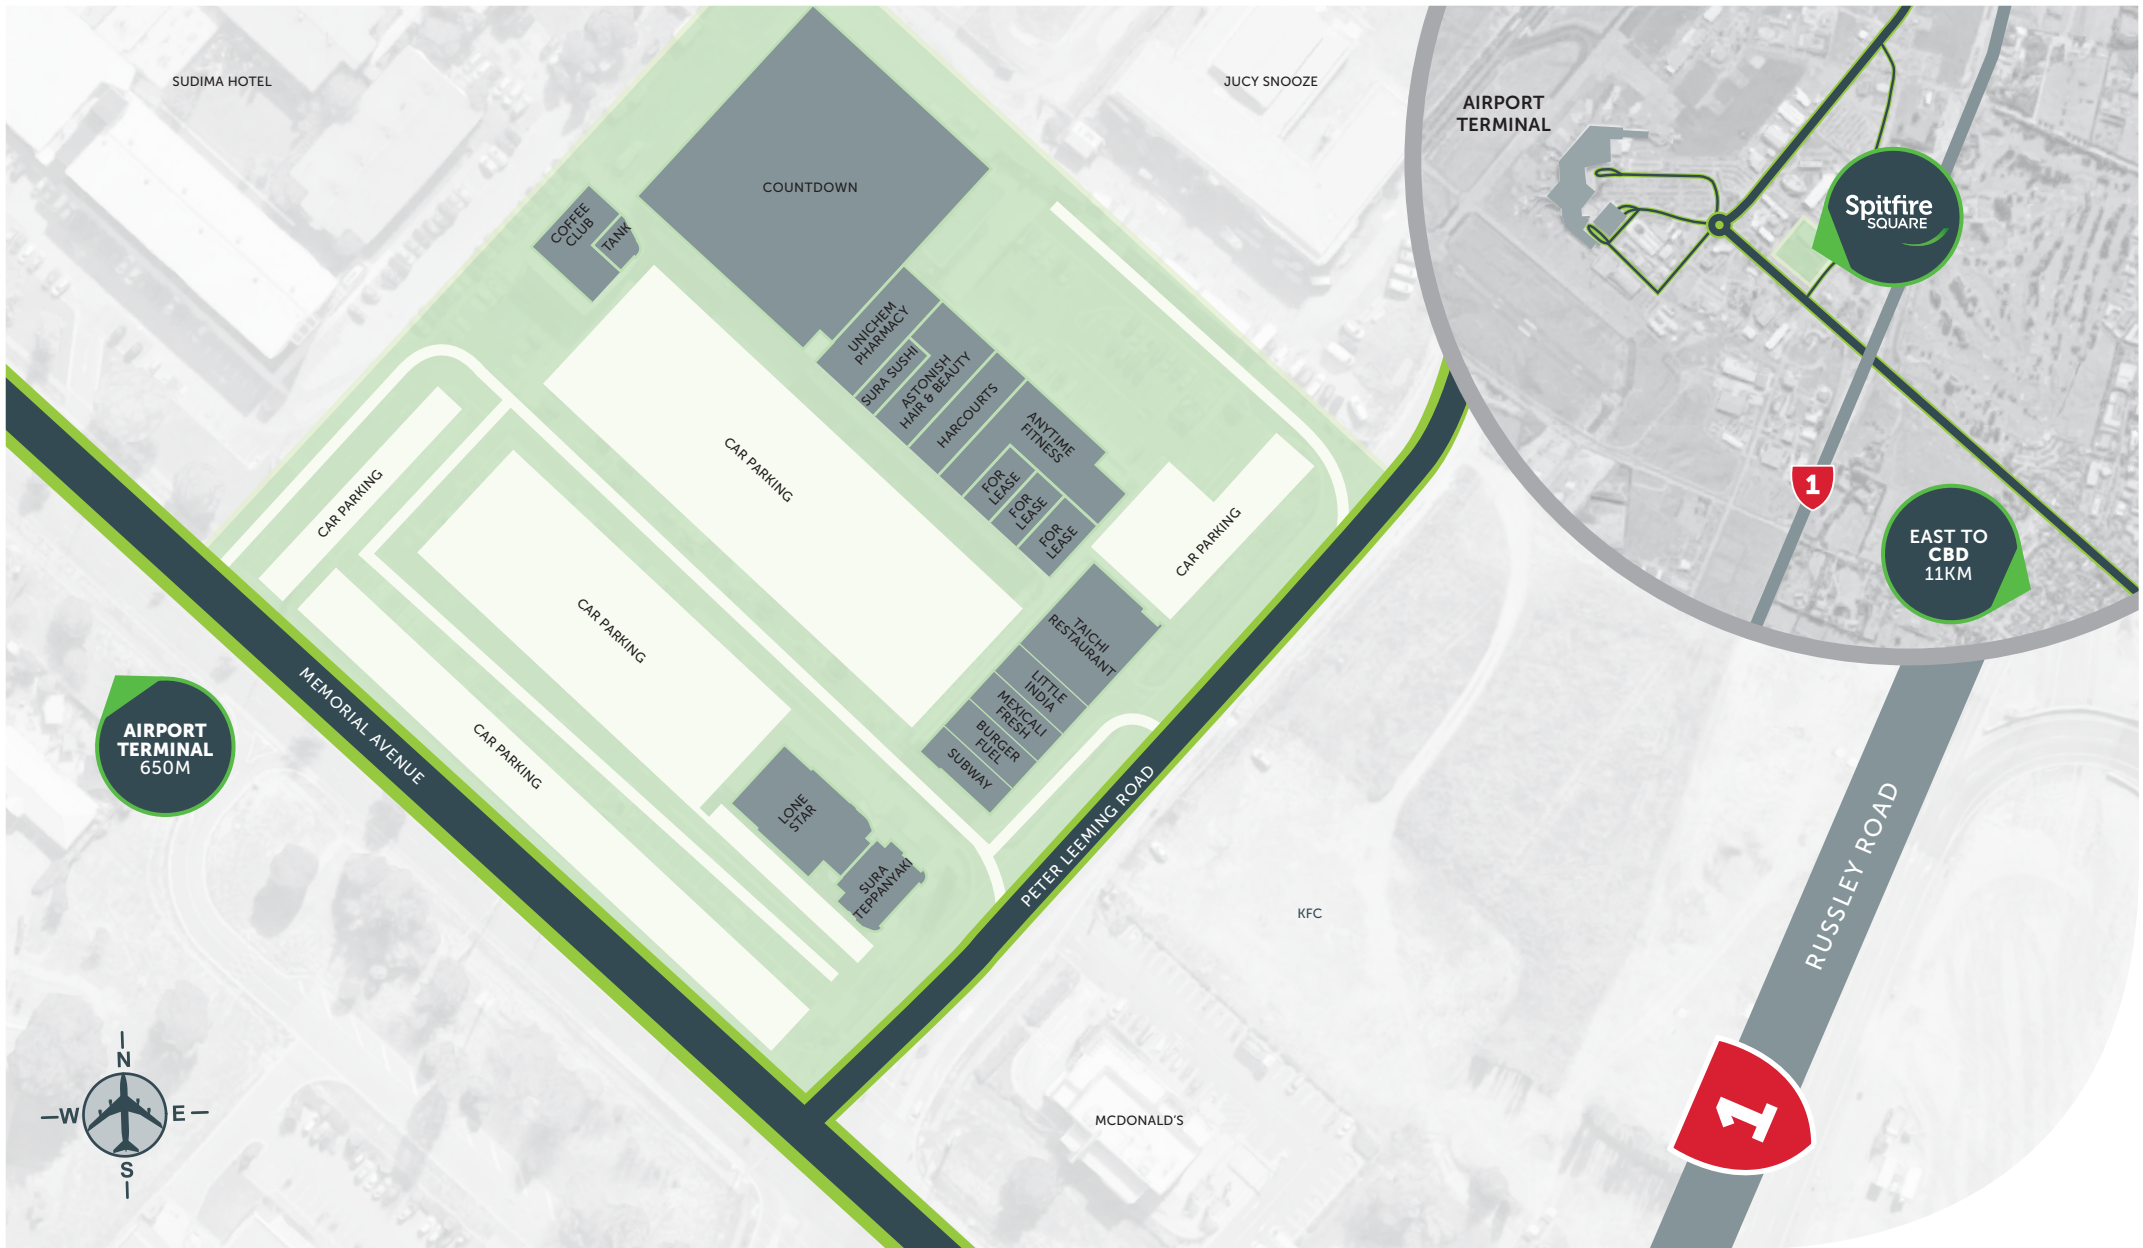 SUDIMA HOTEL
JUCY SNOOZE
COUNTDOWN
COFFEE
CLUB
TANK
UNICHEM
PHARMACY
SURA SUSHI
ASTONISH
HAIR & BEAUTY
HARCOURTS
ANYTIME
FITNESS
FOR
LEASE
FOR
LEASE
FOR
LEASE
CAR PARKING
CAR PARKING
CAR PARKING
CAR PARKING
CAR PARKING
TAICHI
RESTAURANT
LITTLE
INDIA
MEXICALI
FRESH
BURGER
FUEL
SUBWAY
LONE
STAR
SURA
TEPPANYAKI
MEMORIAL AVENUE
PETER LEEMING ROAD
AIRPORT
TERMINAL
650M
KFC
MCDONALD'S
RUSSLEY ROAD
1
N
W
E
S
AIRPORT
TERMINAL
Spitfire
SQUARE
1
EAST TO
CBD
11KM